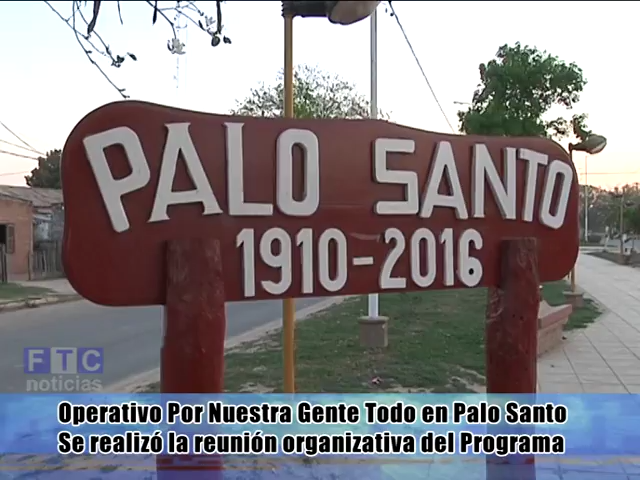 PALO SANTO
1910-2016
FTC
noticias
Operativo Por Nuestra Gente Todo en Palo Santo
Se realizó la reunión organizativa del Programa